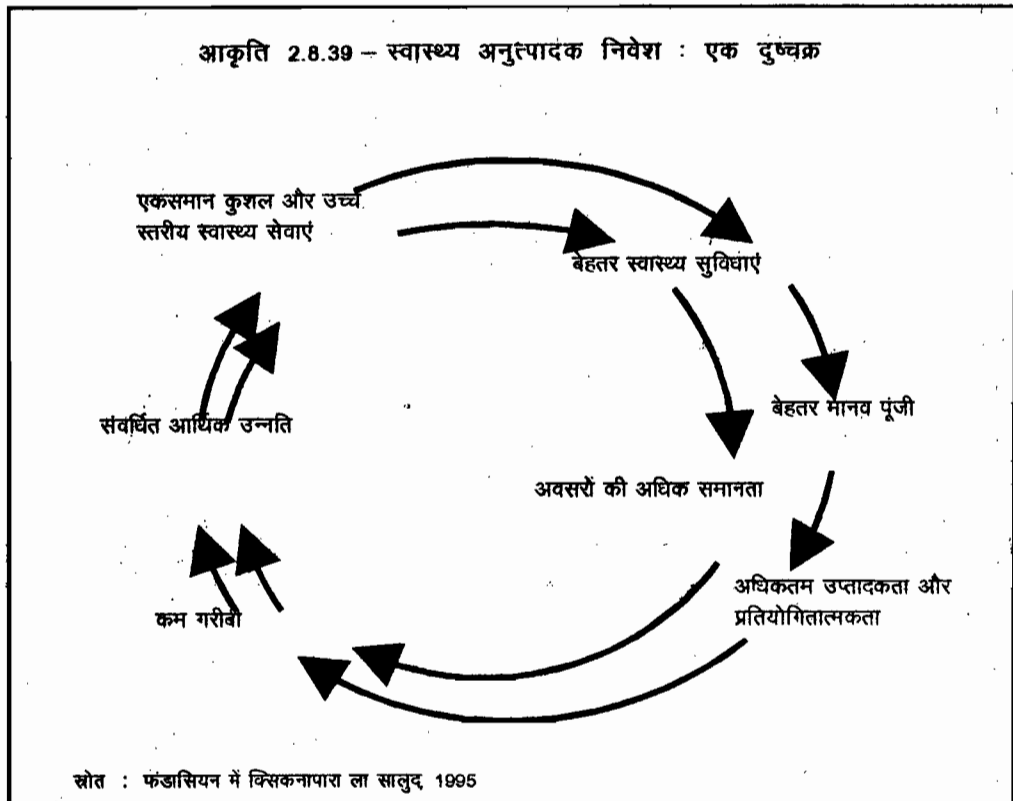 आकृति 2.8.39 – स्वास्थ्य अनुत्पादक निवेश : एक दुष्चक्र
एकसमान कुशल और उच्च
स्तरीय स्वास्थ्य सेवाएं
बेहतर स्वास्थ्य सुविधाएं
बेहतर मानव पूंजी
संवर्धित आर्थिक उन्नति
अवसरों की अधिक समानता
अधिकतम उप्तादकता और
प्रतियोगितात्मकता
कम गरीबी
स्रोत : फंडासियन में क्सिकनापारा ला सालुद, 1995